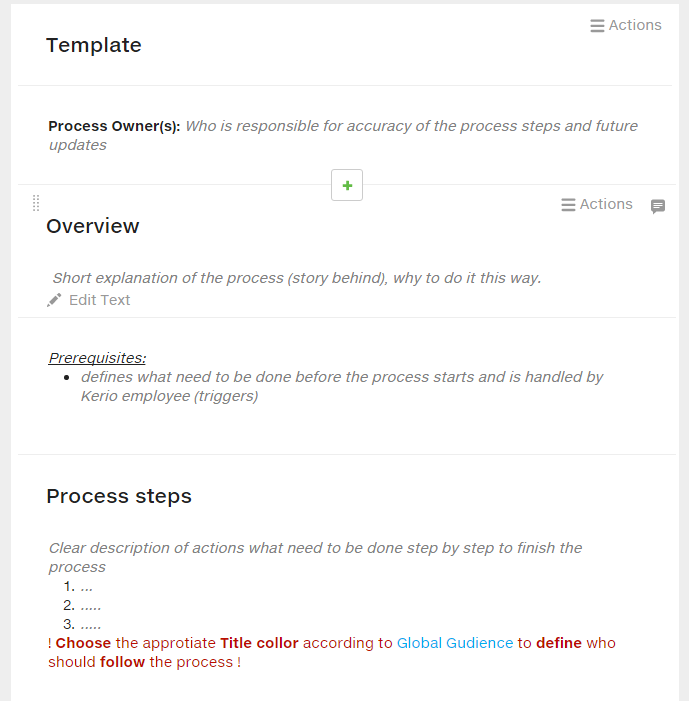 Actions
Template
Process Owner(s): Who is responsible for accuracy of the process steps and future
updates
Actions
Overview
Short explanation of the process (story behind), why to do it this way.
Edit Text
Prerequisites:
• defines what need to be done before the process starts and is handled by
Kerio employee (triggers)
Process steps
Clear description of actions what need to be done step by step to finish the
process
1. ...
2. .....
3. .....
! Choose the approtiate Title collor according to Global Gudience to define who
should follow the process !